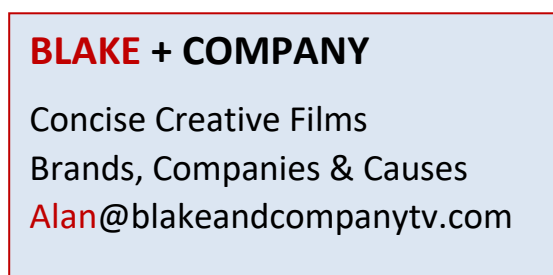 BLAKE + COMPANY
Concise Creative Films
Brands, Companies & Causes
Alan@blakeandcompanytv.com